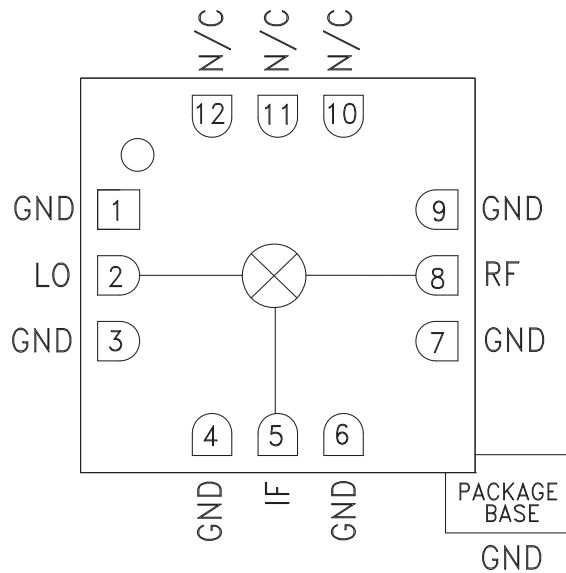 N/C N/C N/C
12 11 10
GND 1 9 GND
LO 2 8 RF
GND 3 7 GND
4 5 6
GND IF GND
PACKAGE
BASE
GND